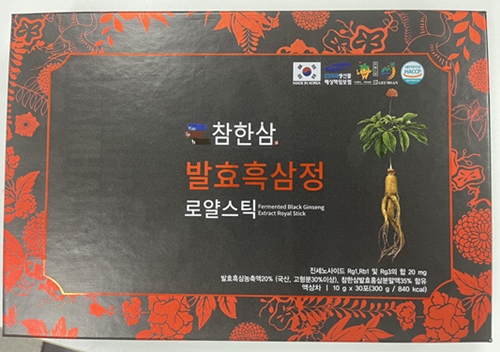 MADE IN KOREA
HACCP
참한삼
발효흑삼정
로얄스틱 Fermented Black Ginseng
Extract Royal Stick
진세노사이드 Rg1,Rb1 및 Rg3의 합 20 mg
발효흑삼농축액20% (국산, 고형분30%이상), 참한삼발효홍삼분말액35% 함유
액상차 | 10 g x 30포(300 g / 840 kcal)